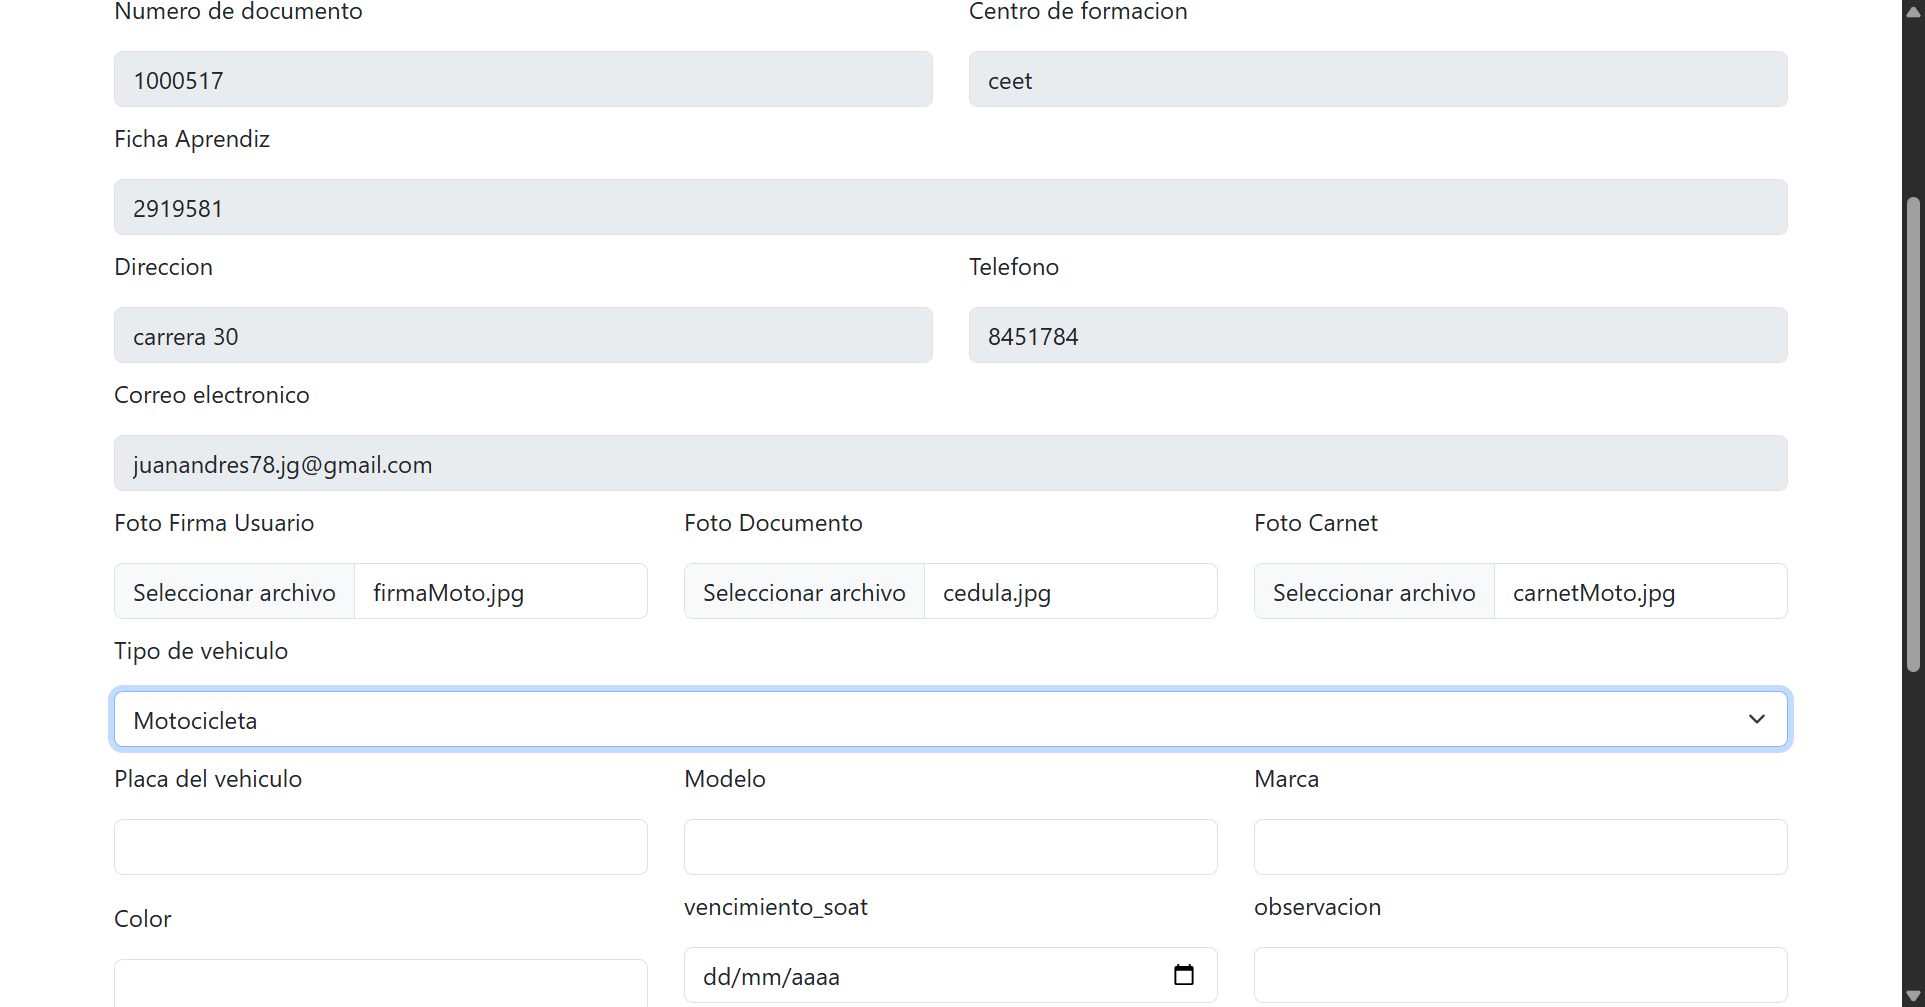 Numero de documento
Centro de formacion
1000517
ceet
Ficha Aprendiz
2919581
Direccion
Telefono
carrera 30
8451784
Correo electronico
juanandres78.jg@gmail.com
Foto Firma Usuario
Foto Documento
Foto Carnet
Seleccionar archivo firmaMoto.jpg
Seleccionar archivo cedula.jpg
Seleccionar archivo carnetMoto.jpg
Tipo de vehiculo
Motocicleta
Placa del vehiculo
Modelo
Marca
Color
vencimiento_soat
observacion
dd/mm/aaaa